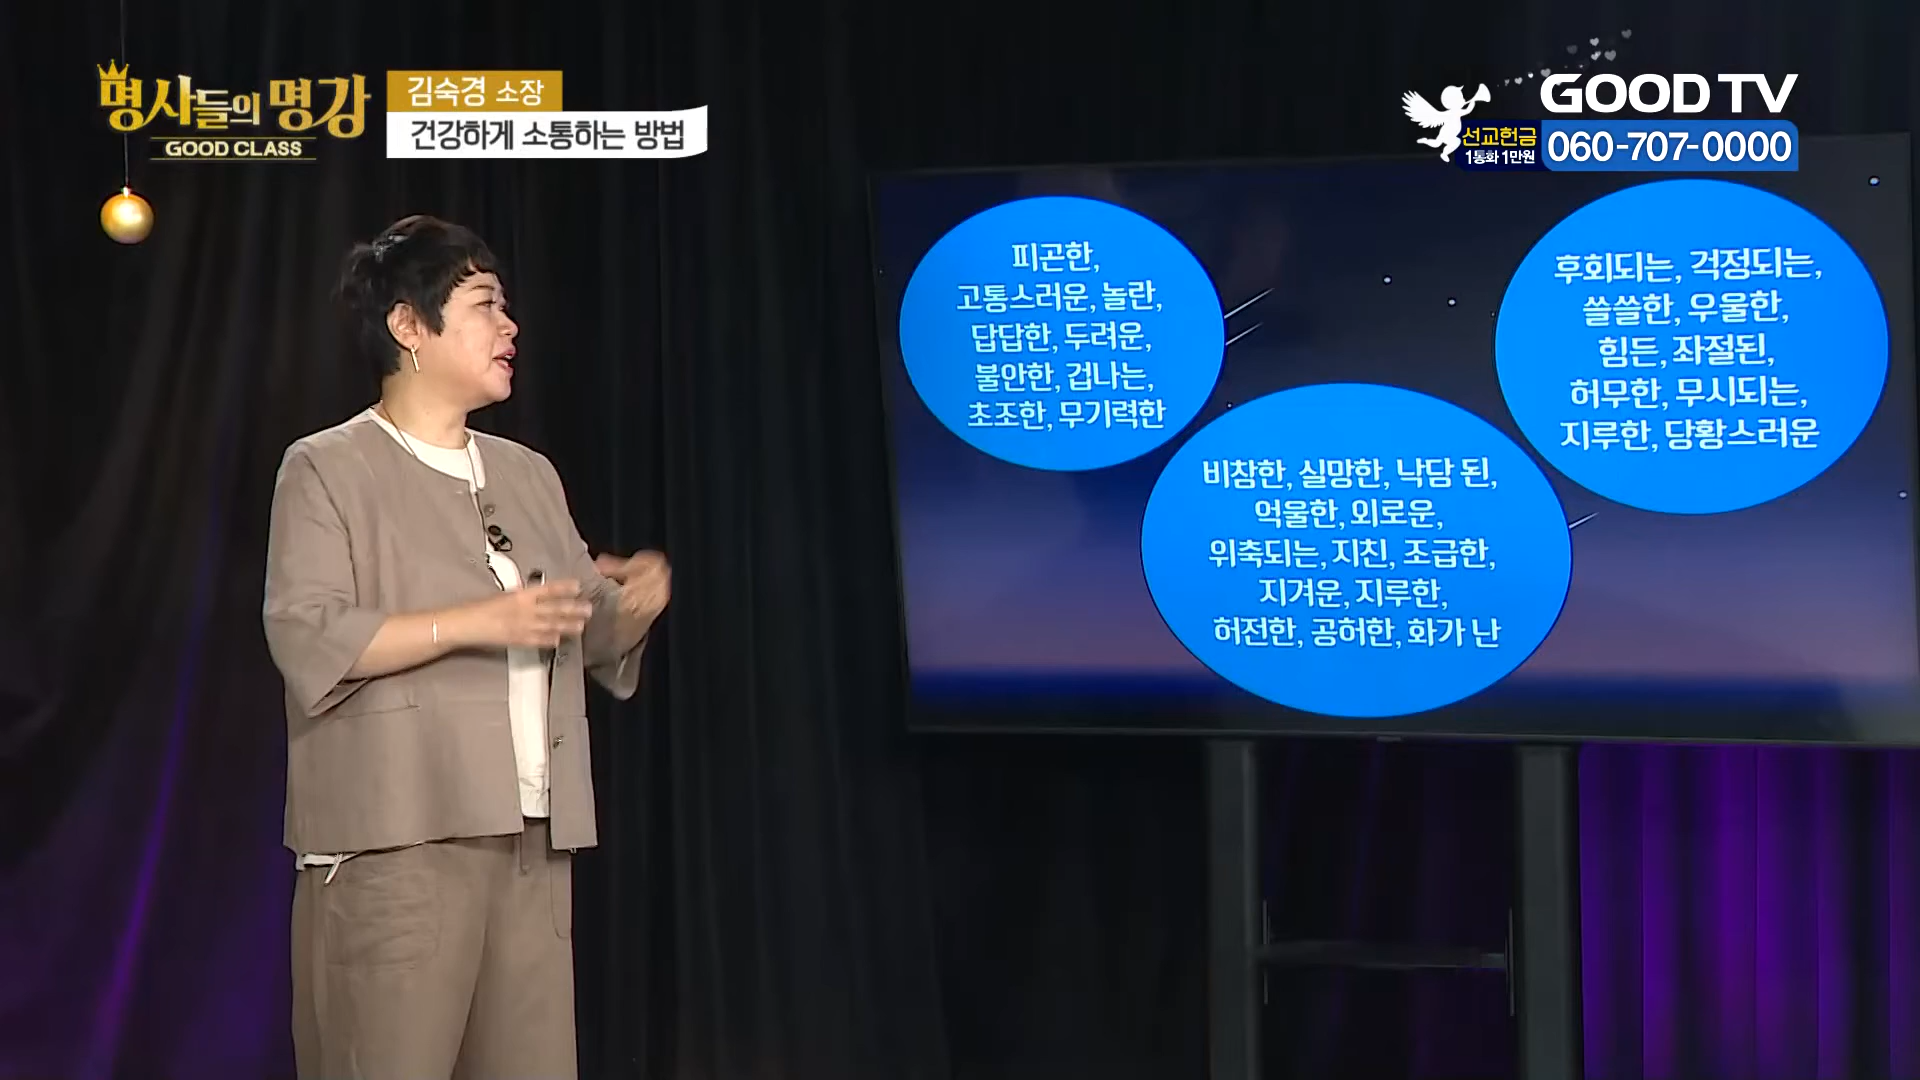 명사들의 명강
GOOD CLASS
김숙경 소장
건강하게 소통하는 방법
GOOD TV
선교헌금
1통화 1만원
060-707-0000
피곤한,
고통스러운, 놀란,
답답한, 두려운,
불안한, 겁나는,
초조한, 무기력한
비참한, 실망한, 낙담 된,
억울한, 외로운,
위축되는, 지친, 조급한,
지겨운, 지루한,
허전한, 공허한, 화가 난
후회되는, 걱정되는,
쓸쓸한, 우울한,
힘든, 좌절된,
허무한, 무시되는,
지루한, 당황스러운